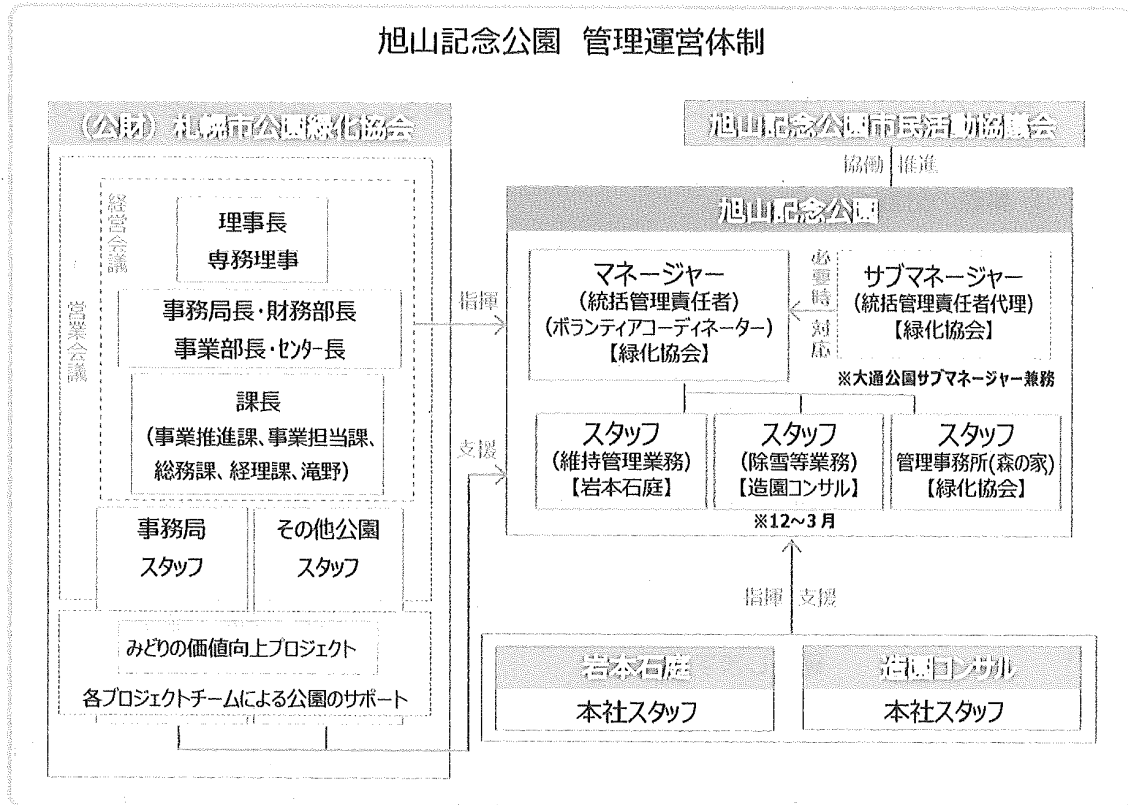 旭山記念公園 管理運営体制
（公財）札幌市公園緑化協会
営業会議
経営会議
理事長
専務理事
事務局長・財務部長
事業部長・センター長
課長
（事業推進課、事業担当課、
総務課、経理課、滝野）
事務局
スタッフ
その他公園
スタッフ
みどりの価値向上プロジェクト
各プロジェクトチームによる公園のサポート
指揮
支援
旭山記念公園市民活動協議会
協働 推進
旭山記念公園
マネージャー
（統括管理責任者）
（ボランティアコーディネーター）
【緑化協会】
必要時 対応
サブマネージャー
（統括管理責任者代理）
【緑化協会】
※大通公園サブマネージャー兼務
スタッフ
（維持管理業務）
【岩本石庭】
スタッフ
（除雪等業務）
【造園コンサル】
※12～3月
スタッフ
管理事務所(森の家)
【緑化協会】
指揮 支援
岩本石庭
本社スタッフ
造園コンサル
本社スタッフ